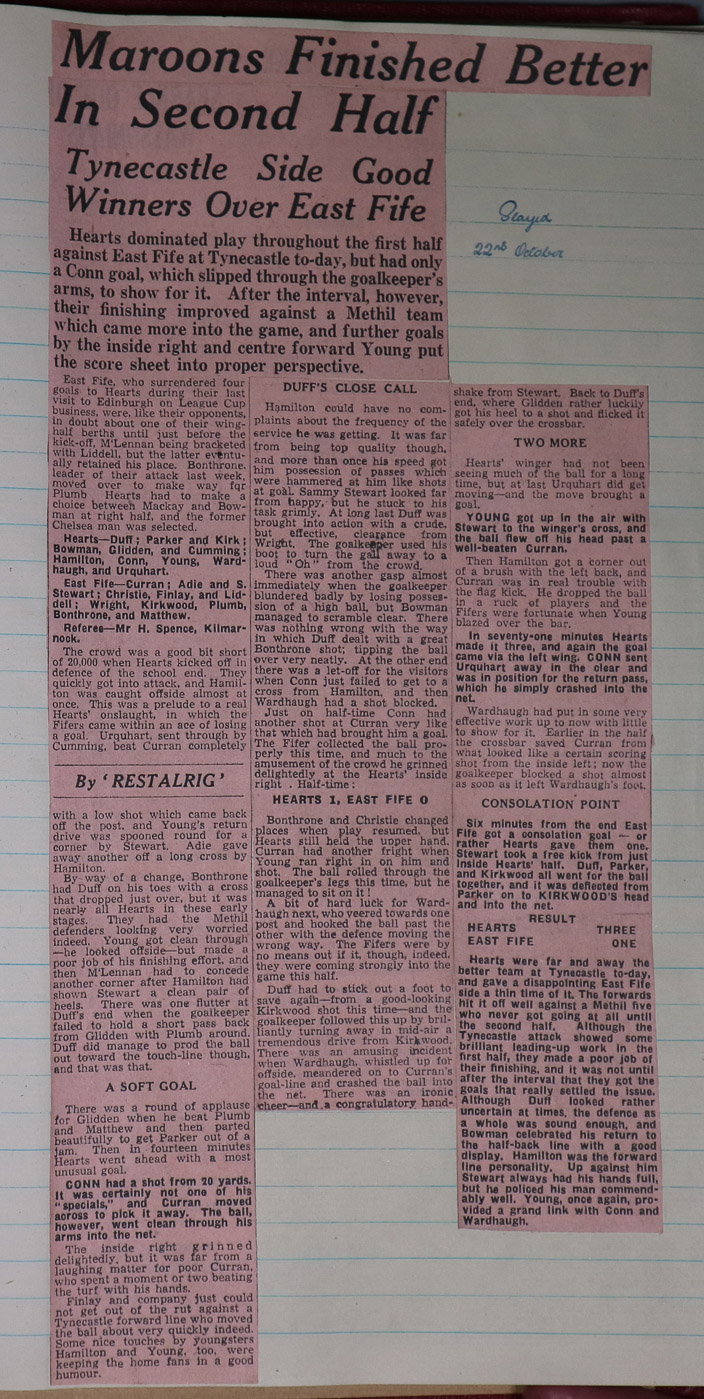 Maroons Finished Better
In Second Half
Tynecastle Side Good
Winners Over East Fife
Played
22nd October
Hearts dominated play throughout the first half
against East Fife at Tynecastle to-day, but had only
a Conn goal, which slipped through the goalkeeper's
arms, to show for it. After the interval, however,
their finishing improved against a Methil team
which came more into the game, and further goals
by the inside right and centre forward Young put
the score sheet into proper perspective.
East Fife, who surrendered four
goals to Hearts during their last
visit to Edinburgh on League Cup
business, were, like their opponents,
in doubt about one of their wing-
half berths until just before the
kick-off, M'Lennan being bracketed
with Liddell, but the latter eventu-
ally retained his place. Bonthrone,
leader of their attack last week,
moved over to make way for
Plumb Hearts had to make a
choice between Mackay and Bow-
man at right half, and the former
Chelsea man was selected.
Hearts—Duff; Parker and Kirk;
Bowman, Glidden, and Cumming;
Hamilton, Conn, Young, Ward-
haugh, and Urquhart.
East Fife—Curran; Adie and S.
Stewart; Christie, Finlay, and Lid-
dell; Wright, Kirkwood, Plumb,
Bonthrone, and Matthew.
Referee—Mr H. Spence, Kilmar-
nock.
The crowd was a good bit short
of 20,000 when Hearts kicked off in
defence of the school end. They
quickly got into attack, and Hamil-
ton was caught offside almost at
once. This was a prelude to a real
Hearts' onslaught, in which the
Fifers came within an ace of losing
a goal. Urquhart, sent through by
Cumming, beat Curran completely
By 'RESTALRIG'
with a low shot which came back
off the post, and Young's return
drive was spooned round for a
corner by Stewart. Adie gave
away another off a long cross by
Hamilton.
By way of a change, Bonthrone
had Duff on his toes with a cross
that dropped just over, but it was
nearly all Hearts in these early
stages. They had the Methil
defenders looking very worried
indeed. Young got clean through
—he looked offside—but made a
poor job of his finishing effort, and
then M'Lennan had to concede
another corner after Hamilton had
shown Stewart a clean pair of
heels. There was one flutter at
Duff's end when the goalkeeper
failed to hold a short pass back
from Glidden with Plumb around.
Duff did manage to prod the ball
out toward the touch-line though,
and that was that.
A SOFT GOAL
There was a round of applause
for Glidden when he beat Plumb
and Matthew and then parted
beautifully to get Parker out of a
jam. Then in fourteen minutes
Hearts went ahead with a most
unusual goal.
CONN had a shot from 20 yards.
It was certainly not one of his
"specials," and Curran moved
across to pick it away. The ball,
however, went clean through his
arms into the net.
The inside right grinned
delightedly, but it was far from a
laughing matter for poor Curran,
who spent a moment or two beating
the turf with his hands.
Finlay and company just could
not get out of the rut against a
Tynecastle forward line who moved
the ball about very quickly indeed.
Some nice touches by youngsters
Hamilton and Young, too, were
keeping the home fans in a good
humour.
DUFF'S CLOSE CALL
Hamilton could have no com-
plaints about the frequency of the
service he was getting. It was far
from being top quality though,
and more than once his speed got
him possession of passes which
were hammered at him like shots
at goal. Sammy Stewart looked far
from happy, but he stuck to his
task grimly. At long last Duff was
brought into action with a crude,
but effective, clearance from
Wright. The goalkeeper used his
boot to turn the gall away to a
loud "Oh" from the crowd.
There was another gasp almost
immediately when the goalkeeper
blundered badly by losing posses-
sion of a high ball, but Bowman
managed to scramble clear. There
was nothing wrong with the way
in which Duff dealt with a great
Bonthrone shot; tipping the ball
over very neatly. At the other end
there was a let-off for the visitors
when Conn just failed to get to a
cross from Hamilton, and then
Wardhaugh had a shot blocked.
Just on half-time Conn had
another shot at Curran very like
that which had brought him a goal.
The Fifer collected the ball pro-
perly this time, and much to the
amusement of the crowd he grinned
delightedly at the Hearts' inside
right . Half-time:
HEARTS 1, EAST FIFE 0
Bonthrone and Christie changed
places when play resumed, but
Hearts still held the upper hand.
Curran had another fright when
Young ran right in on him and
shot. The ball rolled through the
goalkeeper's legs this time, but he
managed to sit on it!
A bit of hard luck for Ward-
haugh next, who veered towards one
post and hooked the ball past the
other with the defence moving the
wrong way. The Fifers were by
no means out if it, though, indeed,
they were coming strongly into the
game this half.
Duff had to stick out a foot to
save again—from a good-looking
Kirkwood shot this time—and the
goalkeeper followed this up by bril-
liantly turning away in mid-air a
tremendous drive from Kirkwood.
There was an amusing incident
when Wardhaugh, whistled up for
offside, meandered on to Curran's
goal-line and crashed the ball into
the net. There was an ironic
cheer—and a congratulatory hand-
shake from Stewart. Back to Duff's
end, where Glidden rather luckily
got his heel to a shot and flicked it
safely over the crossbar.
TWO MORE
Hearts' winger had not been
seeing much of the ball for a long
time, but at last Urquhart did get
moving—and the move brought a
goal.
YOUNG got up in the air with
Stewart to the winger's cross, and
the ball flew off his head past a
well-beaten Curran.
Then Hamilton got a corner out
of a brush with the left back, and
Curran was in real trouble with
the flag kick. He dropped the ball
in a ruck of players and the
Fifers were fortunate when Young
blazed over the bar.
In seventy-one minutes Hearts
made it three, and again the goal
came via the left wing. CONN sent
Urquhart away in the clear and
was in position for the return pass,
which he simply crashed into the
net.
Wardhaugh had put in some very
effective work up to now with little
to show for it. Earlier in the half
the crossbar saved Curran from
what looked like a certain scoring
shot from the inside left; now the
goalkeeper blocked a shot almost
as soon as it left Wardhaugh's foot.
CONSOLATION POINT
Six minutes from the end East
Fife got a consolation goal — or
rather Hearts gave them one.
Stewart took a free kick from just
inside Hearts' half. Duff, Parker,
and Kirkwood all went for the ball
together, and it was deflected from
Parker on to KIRKWOOD'S head
and into the net.
RESULT
HEARTS THREE
EAST FIFE ONE
Hearts were far and away the
better team at Tynecastle to-day,
and gave a disappointing East Fife
side a thin time of it. The forwards
hit it off well against a Methil five
who never got going at all until
the second half. Although the
Tynecastle attack showed some
brilliant leading-up work in the
first half, they made a poor job of
their finishing, and it was not until
after the interval that they got the
goals that really settled the issue.
Although Duff looked rather
uncertain at times, the defence as
a whole was sound enough, and
Bowman celebrated his return to
the half-back line with a good
display. Hamilton was the forward
line personality. Up against him
Stewart always had his hands full,
but he policed his man commend-
ably well. Young, once again, pro-
vided a grand link with Conn and
Wardhaugh.